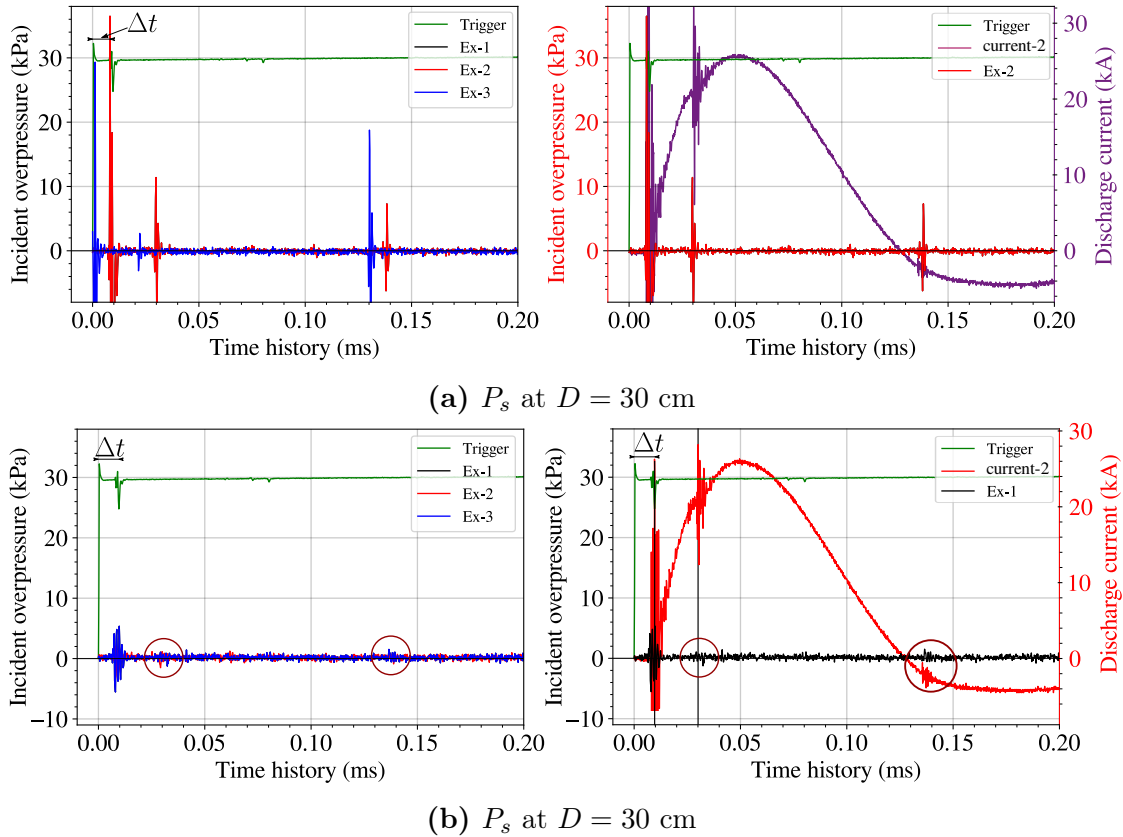 Δt
Trigger
Ex-1
Ex-2
Ex-3
Incident overpressure (kPa)
30
20
10
0
0.00 0.05 0.10 0.15 0.20
Time history (ms)
Trigger
current-2
Ex-2
Incident overpressure (kPa)
30
20
10
0
Discharge current (kA)
30
20
10
0
0.00 0.05 0.10 0.15 0.20
Time history (ms)
(a) P_s at D = 30 cm
Δt
Trigger
Ex-1
Ex-2
Ex-3
Incident overpressure (kPa)
30
20
10
0
−10
0.00 0.05 0.10 0.15 0.20
Time history (ms)
Δt
Trigger
current-2
Ex-1
Incident overpressure (kPa)
30
20
10
0
−10
Discharge current (kA)
30
20
10
0
0.00 0.05 0.10 0.15 0.20
Time history (ms)
(b) P_s at D = 30 cm